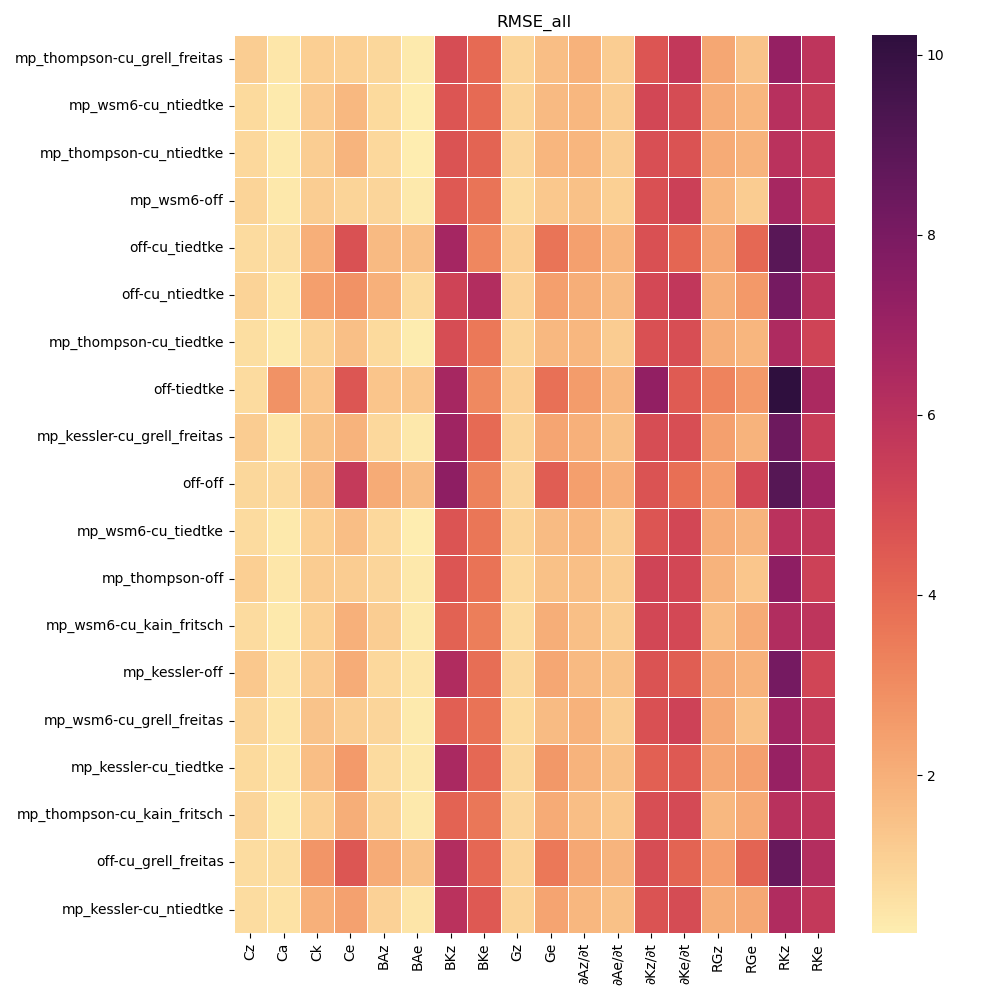 RMSE_all
mp_thompson-cu_grell_freitas
mp_wsm6-cu_ntiedtke
mp_thompson-cu_ntiedtke
mp_wsm6-off
off-cu_tiedtke
off-cu_ntiedtke
mp_thompson-cu_tiedtke
off-tiedtke
mp_kessler-cu_grell_freitas
off-off
mp_wsm6-cu_tiedtke
mp_thompson-off
mp_wsm6-cu_kain_fritsch
mp_kessler-off
mp_wsm6-cu_grell_freitas
mp_kessler-cu_tiedtke
mp_thompson-cu_kain_fritsch
off-cu_grell_freitas
mp_kessler-cu_ntiedtke
Cz
Ca
Ck
Ce
BAz
BAe
BKz
BKe
Gz
Ge
∂Az/∂t
∂Ae/∂t
∂Kz/∂t
∂Ke/∂t
RGz
RGe
RKz
RKe
10
8
6
4
2